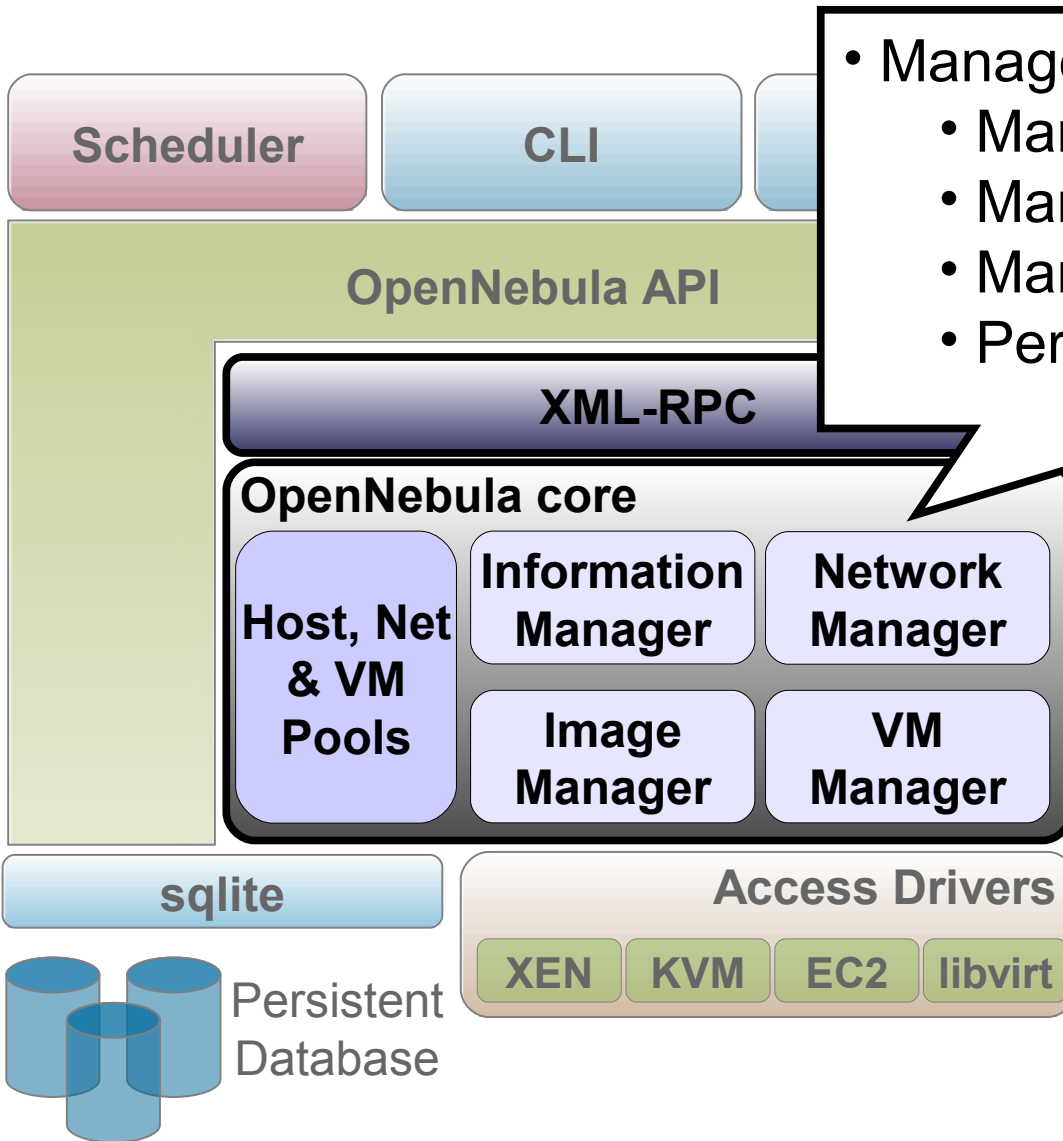 Scheduler
CLI
OpenNebula API
XML-RPC
OpenNebula core
Host, Net
& VM
Pools
Information
Manager
Network
Manager
Image
Manager
VM
Manager
sqlite
Persistent
Database
Access Drivers
XEN
KVM
EC2
libvirt